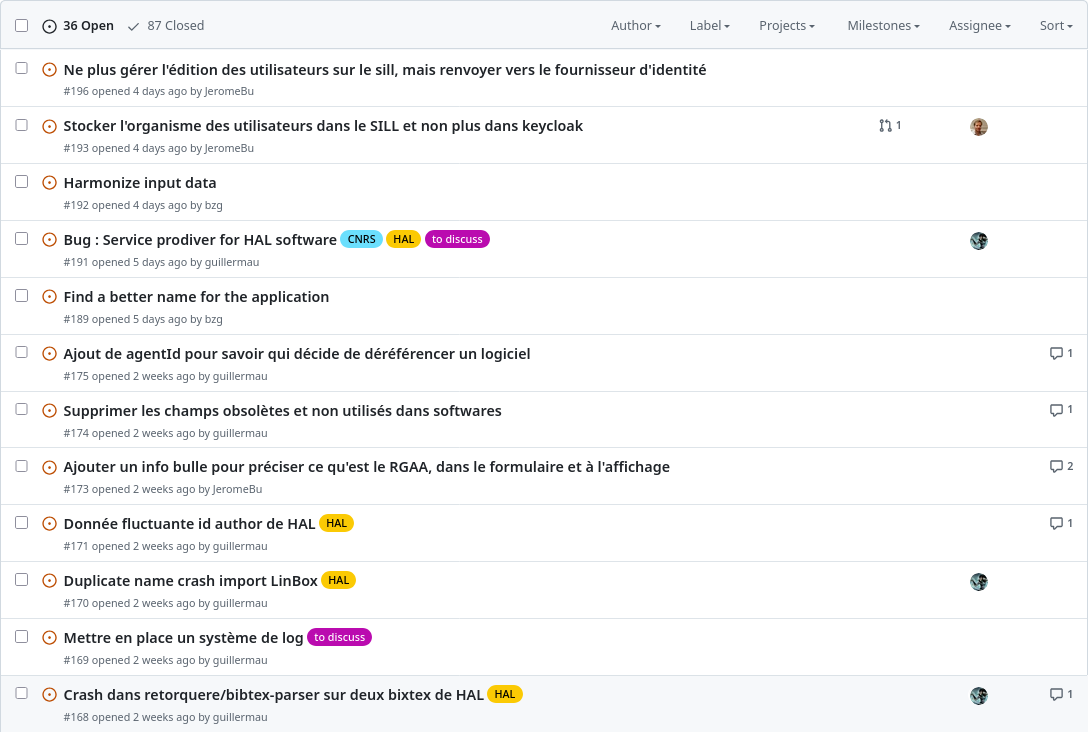 36 Open 87 Closed Author Label Projects Milestones Assignee Sort
Ne plus gérer l'édition des utilisateurs sur le sill, mais renvoyer vers le fournisseur d'identité
#196 opened 4 days ago by JeromeBu
Stocker l'organisme des utilisateurs dans le SILL et non plus dans keycloak 1
#193 opened 4 days ago by JeromeBu
Harmonize input data
#192 opened 4 days ago by bzg
Bug : Service prodiver for HAL software CNRS HAL to discuss
#191 opened 5 days ago by guillermau
Find a better name for the application
#189 opened 5 days ago by bzg
Ajout de agentId pour savoir qui décide de déréférencer un logiciel 1
#175 opened 2 weeks ago by guillermau
Supprimer les champs obsolètes et non utilisés dans softwares 1
#174 opened 2 weeks ago by guillermau
Ajouter un info bulle pour préciser ce qu'est le RGAA, dans le formulaire et à l'affichage 2
#173 opened 2 weeks ago by JeromeBu
Donnée fluctuante id author de HAL HAL 1
#171 opened 2 weeks ago by guillermau
Duplicate name crash import LinBox HAL
#170 opened 2 weeks ago by guillermau
Mettre en place un système de log to discuss
#169 opened 2 weeks ago by guillermau
Crash dans retorquere/bibtex-parser sur deux bixtex de HAL HAL 1
#168 opened 2 weeks ago by guillermau